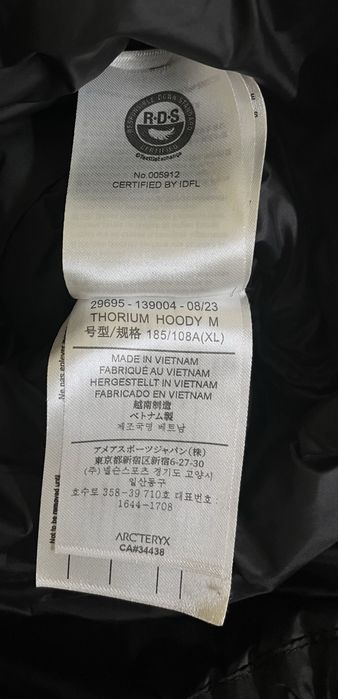 RESPONSIBLE DOWN STANDARD
R·D·S
CERTIFIED
©TextileExchange
No.005912
CERTIFIED BY IDFL
29695 - 139004 - 08/23
THORIUM HOODY M
号型/规格 185/108A(XL)
MADE IN VIETNAM
FABRIQUÉ AU VIETNAM
HERGESTELLT IN VIETNAM
FABRICADO EN VIETNAM
越南制造
ベトナム製
제조국명 베트남
アメアスポーツジャパン(株)
東京都新宿区新宿6-27-30
(주) 넬슨스포츠 경기도 고양시
일산동구
호수로 358-39 710호 대표번호 :
1644-1708
ARC'TERYX
CA#34438
Not to be removed until
Ne pas enlever